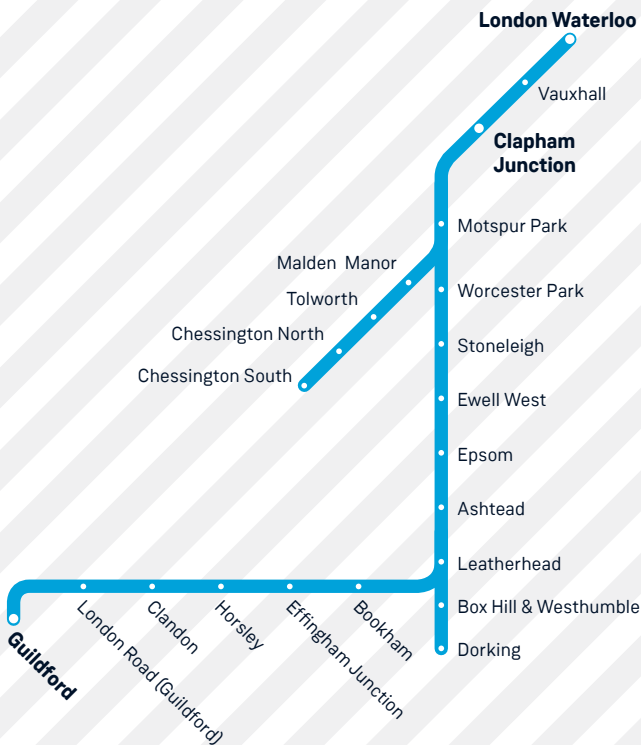 London Waterloo
Vauxhall
Clapham
Junction
Motspur Park
Malden Manor
Worcester Park
Tolworth
Chessington North
Stoneleigh
Chessington South
Ewell West
Epsom
Ashtead
Leatherhead
Box Hill & Westhumble
Dorking
Guildford
London Road (Guildford)
Clandon
Horsley
Effingham Junction
Bookham